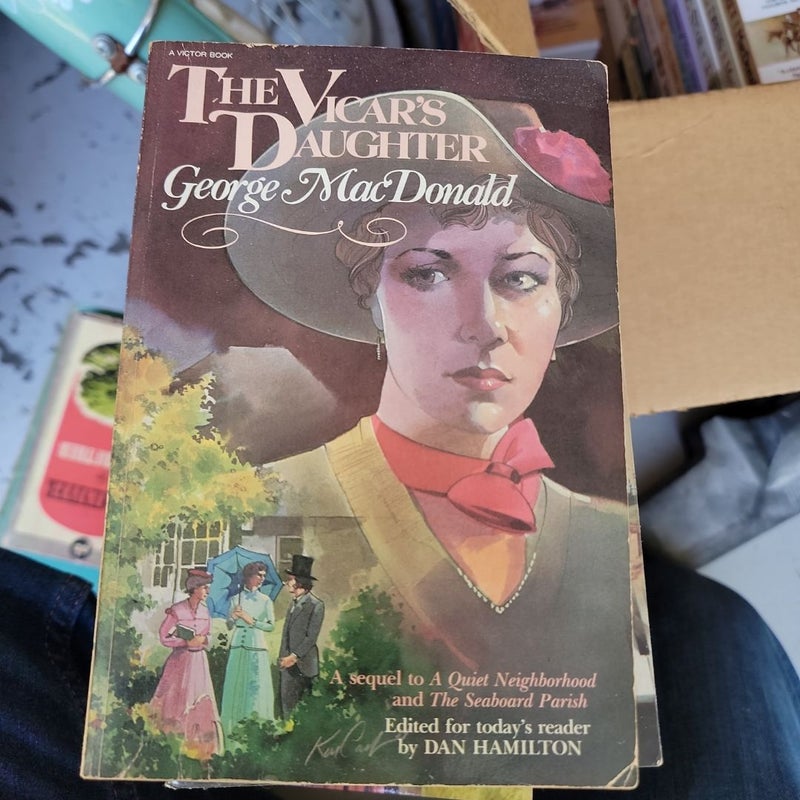 A VICTOR BOOK
THE VICAR'S
DAUGHTER
George MacDonald
A sequel to A Quiet Neighborhood
and The Seaboard Parish
Edited for today's reader
by DAN HAMILTON